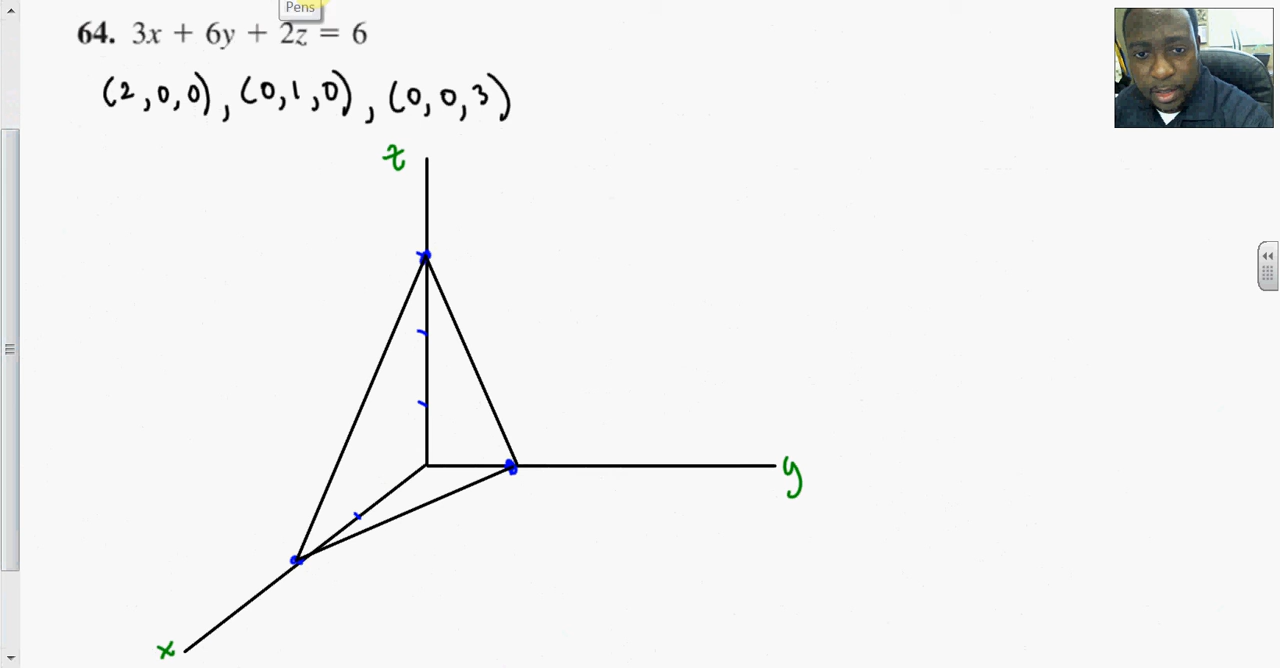 Pens
64. 3x + 6y + 2z = 6
(2,0,0), (0,1,0), (0,0,3)
z
y
x